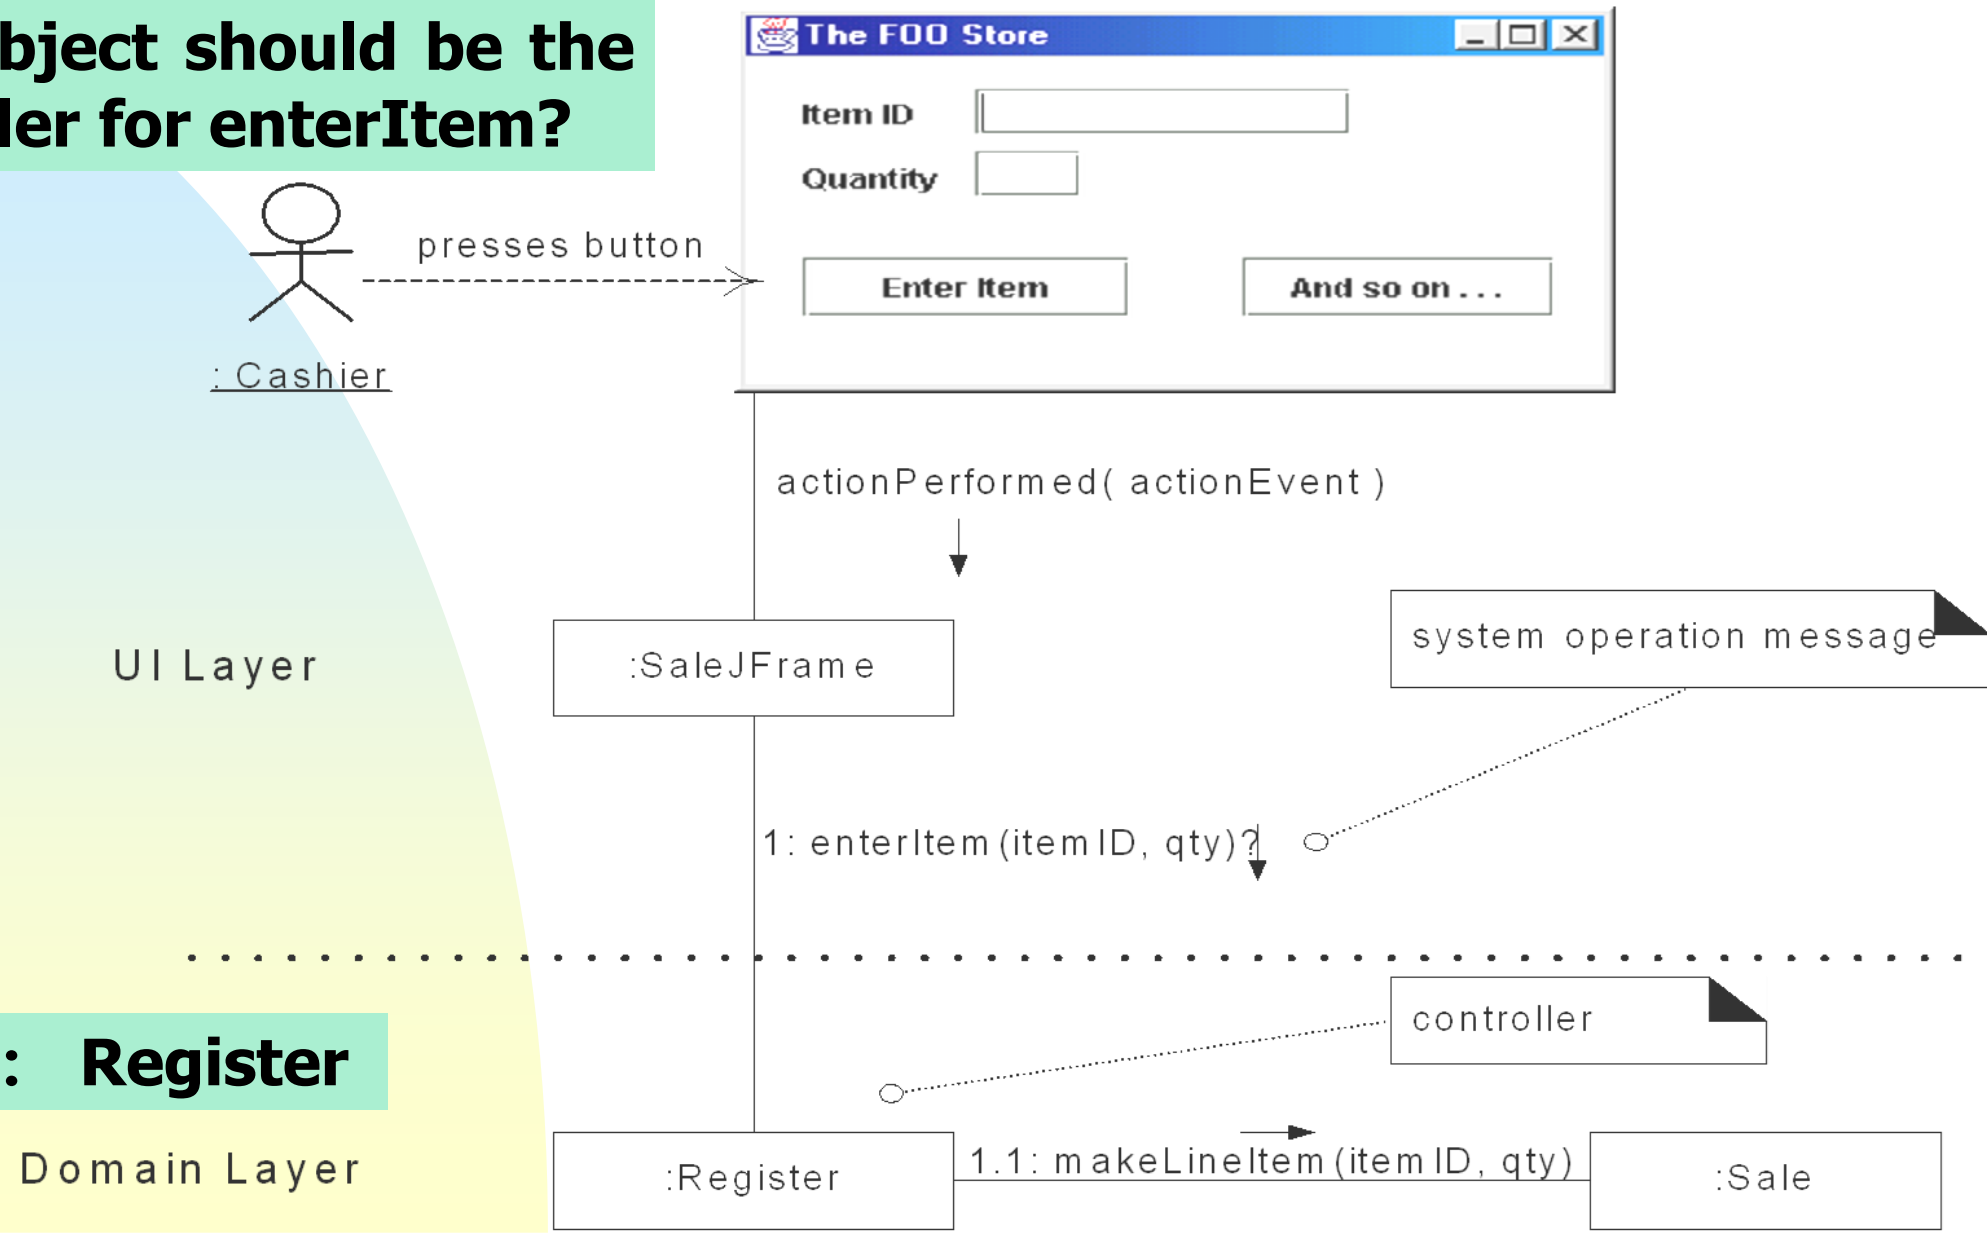 bject should be the
ler for enterItem?
The FOO Store
Item ID
Quantity
presses button
Enter Item
And so on . . .
: Cashier
actionPerformed( actionEvent )
UI Layer
:SaleJFrame
system operation message
1: enterItem(itemID, qty)?
controller
: Register
Domain Layer
:Register
1.1: makeLineItem(itemID, qty)
:Sale